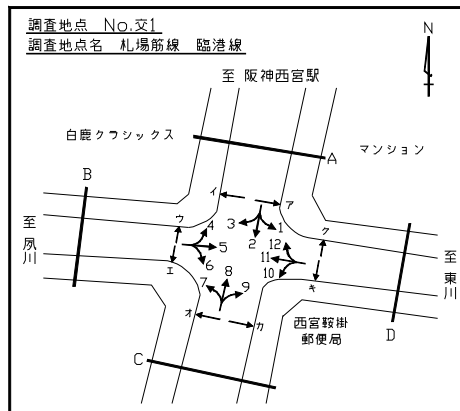 調査地点 No.交1
調査地点名 札場筋線 臨港線
N
至 阪神西宮駅
白鹿クラシックス
マンション
A
B
イ
ア
ウ
4
3
2
1
12
ク
至 夙川
5
11
至 東川
エ
6
7
8
9
10
キ
オ
カ
西宮鞍掛
郵便局
C
D